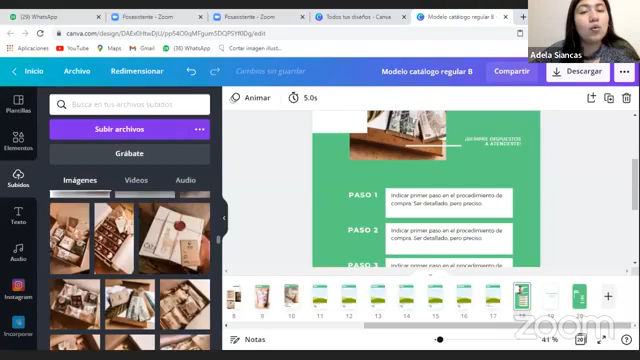 (29) WhatsApp
Posasistente - Zoom
Posasistente - Zoom
Todos tus diseños - Canva
Modelo catálogo regular B
canva.com/design/DAEx0HtwDjU/pp54O0qMFgum5DQPSYf0Dg/edit
Aplicaciones
YouTube
Maps
Gmail
(36) WhatsApp
Cortar imagen ilustr...
Adela Siancas
Inicio
Archivo
Redimensionar
Cambios sin guardar
Modelo catálogo regular B
Compartir
Descargar
Plantillas
Elementos
Subidos
Texto
Audio
Instagram
Incorporar
Busca en tus archivos subidos
Subir archivos
Grábate
Imágenes
Videos
Audio
Animar
5.0s
¡SIEMPRE DISPUESTOS
A ATENDERTE!
PASO 1
Indicar primer paso en el procedimiento de
compra. Ser detallado, pero preciso.
PASO 2
Indicar primer paso en el procedimiento de
compra. Ser detallado, pero preciso.
PASO 3
Indicar primer paso en el procedimiento de
8
9
10
11
12
13
14
15
16
17
18
19
20
Notas
41 %
20
zoom